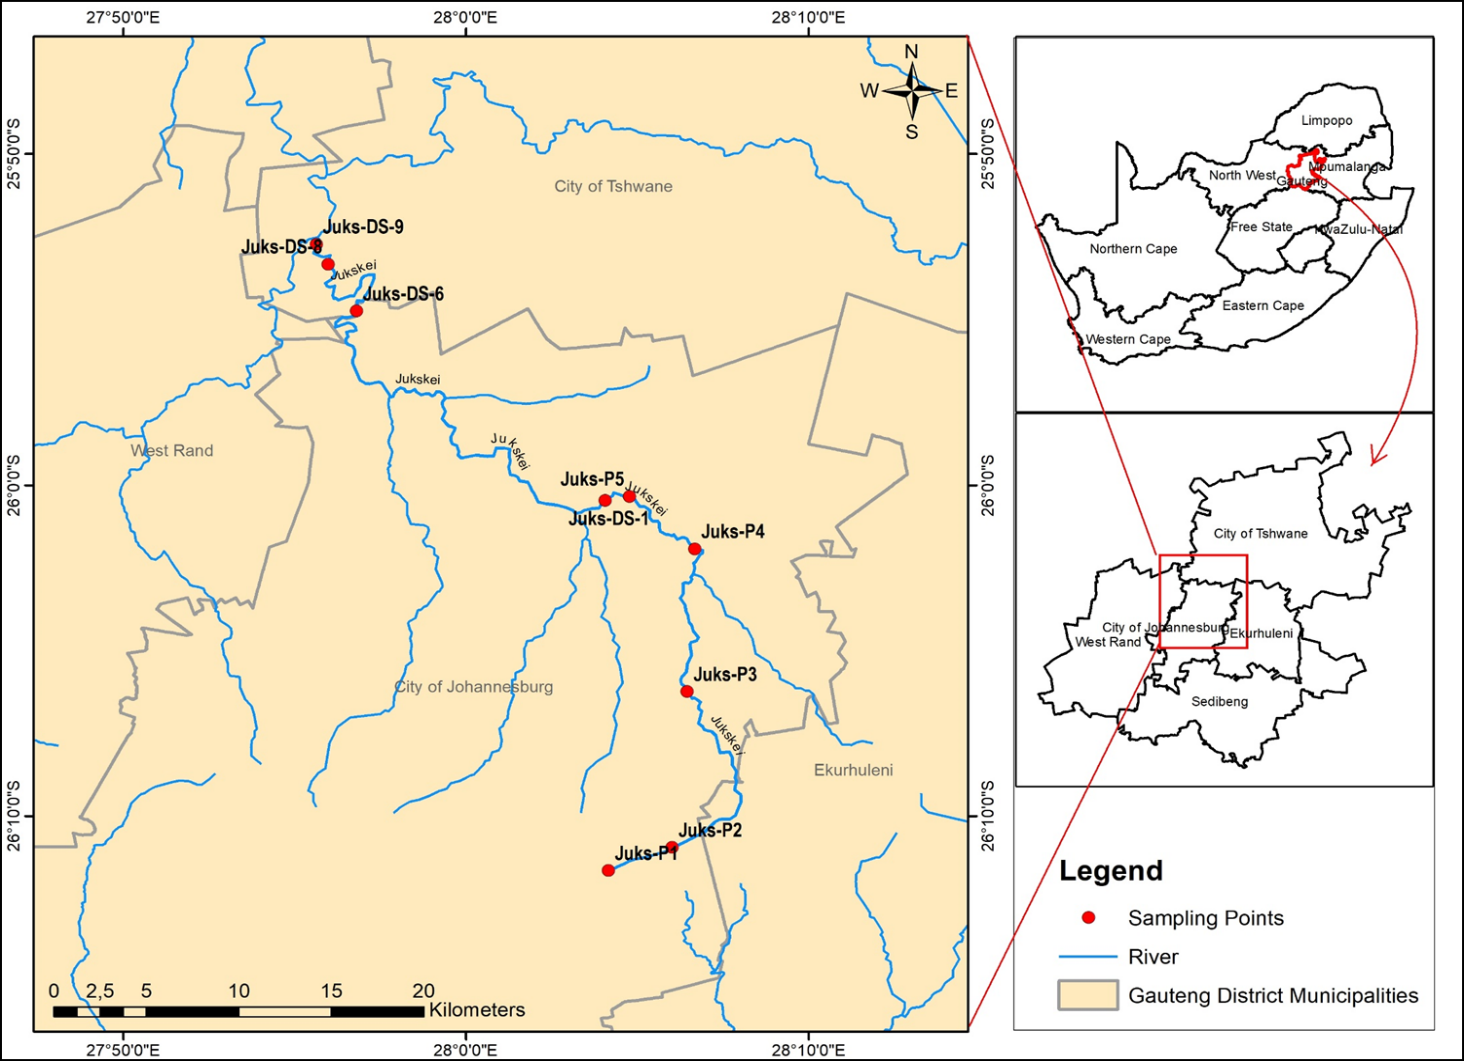 27°50'0"E
28°0'0"E
28°10'0"E
25°50'0"S
26°0'0"S
26°10'0"S
N
W
E
S
City of Tshwane
Juks-DS-9
Juks-DS-8
Jukskei
Juks-DS-6
Jukskei
Jukskei
West Rand
Juks-P5
Jukskei
Juks-DS-1
Juks-P4
Juks-P3
City of Johannesburg
Jukskei
Ekurhuleni
Juks-P2
Juks-P1
0 2,5 5 10 15 20
Kilometers
27°50'0"E
28°0'0"E
28°10'0"E
25°50'0"S
26°0'0"S
26°10'0"S
Limpopo
Mpumalanga
North West
Gauteng
Free State
KwaZulu-Natal
Northern Cape
Eastern Cape
Western Cape
City of Tshwane
City of Johannesburg
Ekurhuleni
West Rand
Sedibeng
Legend
Sampling Points
River
Gauteng District Municipalities